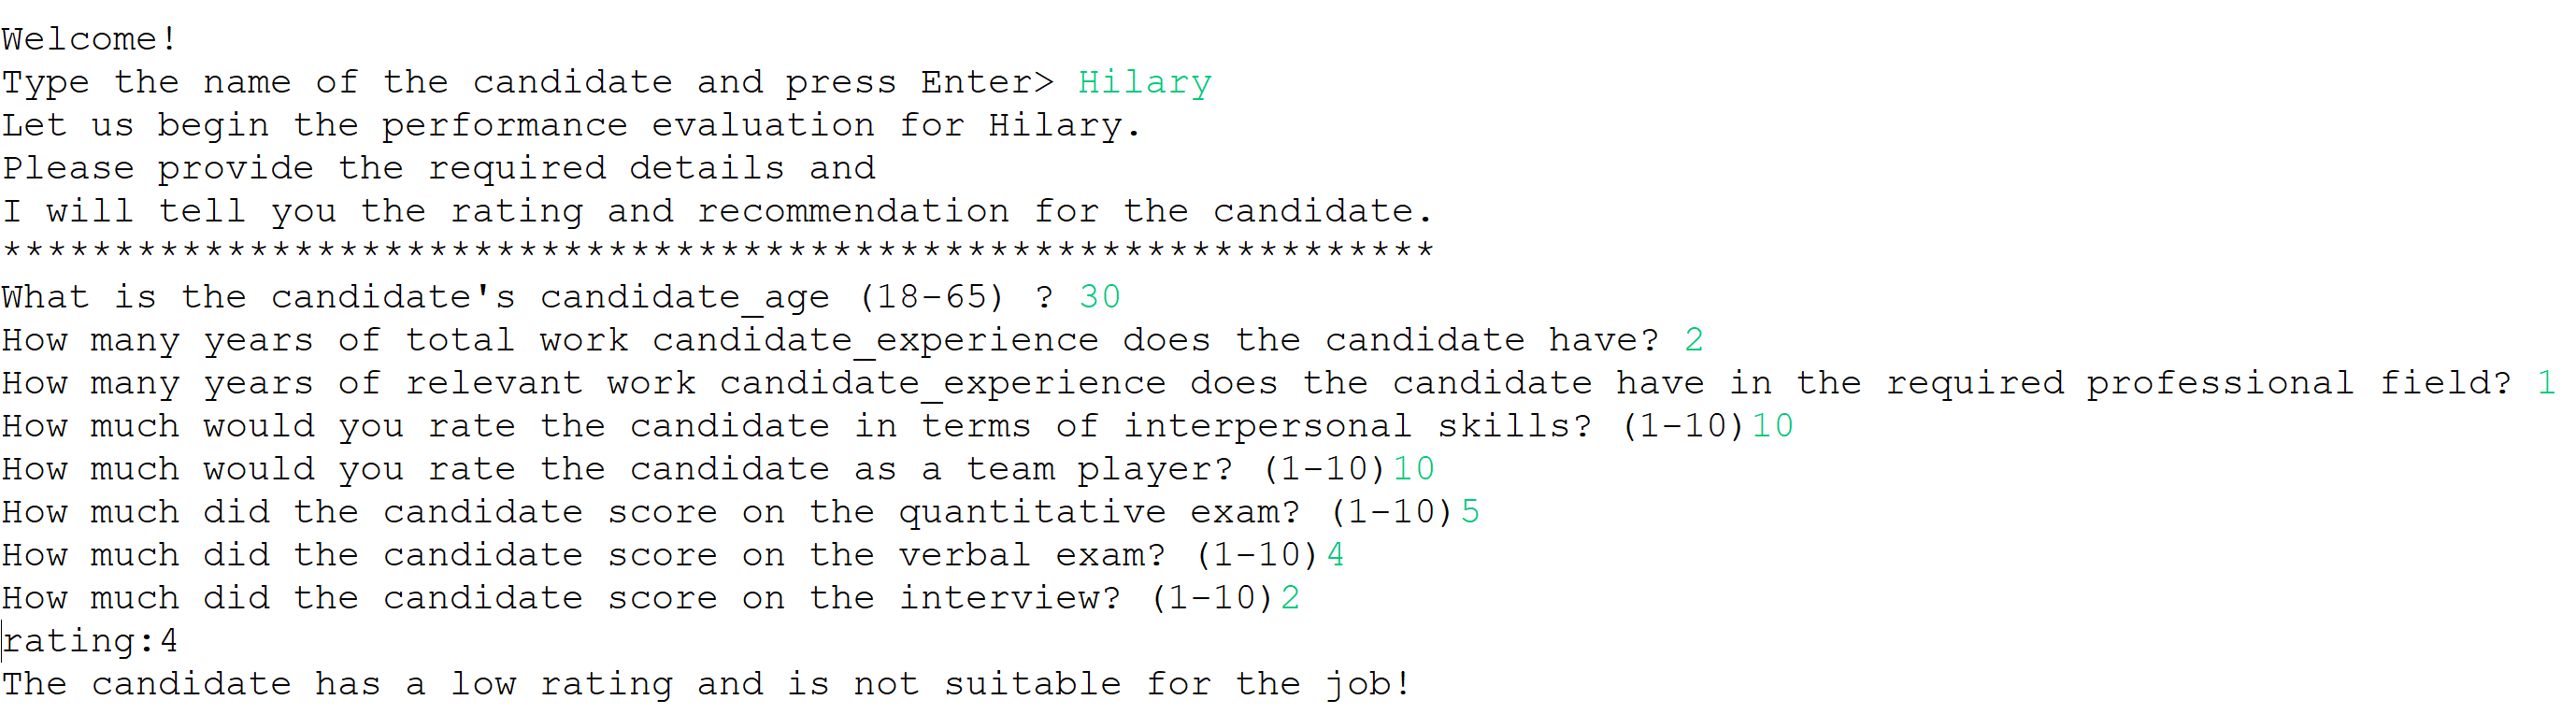 Welcome!
Type the name of the candidate and press Enter> Hilary
Let us begin the performance evaluation for Hilary.
Please provide the required details and
I will tell you the rating and recommendation for the candidate.
****************************************************************
What is the candidate's candidate_age (18-65) ? 30
How many years of total work candidate_experience does the candidate have? 2
How many years of relevant work candidate_experience does the candidate have in the required professional field? 1
How much would you rate the candidate in terms of interpersonal skills? (1-10)10
How much would you rate the candidate as a team player? (1-10)10
How much did the candidate score on the quantitative exam? (1-10)5
How much did the candidate score on the verbal exam? (1-10)4
How much did the candidate score on the interview? (1-10)2
rating:4
The candidate has a low rating and is not suitable for the job!